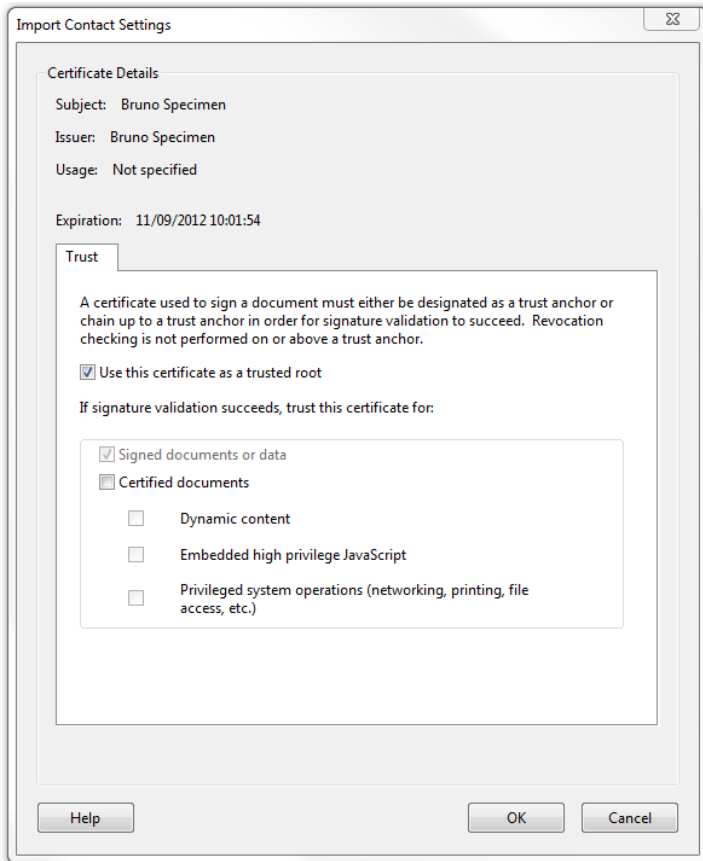 Import Contact Settings
Certificate Details
Subject: Bruno Specimen
Issuer: Bruno Specimen
Usage: Not specified
Expiration: 11/09/2012 10:01:54
Trust
A certificate used to sign a document must either be designated as a trust anchor or
chain up to a trust anchor in order for signature validation to succeed. Revocation
checking is not performed on or above a trust anchor.
Use this certificate as a trusted root
If signature validation succeeds, trust this certificate for:
Signed documents or data
Certified documents
Dynamic content
Embedded high privilege JavaScript
Privileged system operations (networking, printing, file
access, etc.)
Help
OK
Cancel